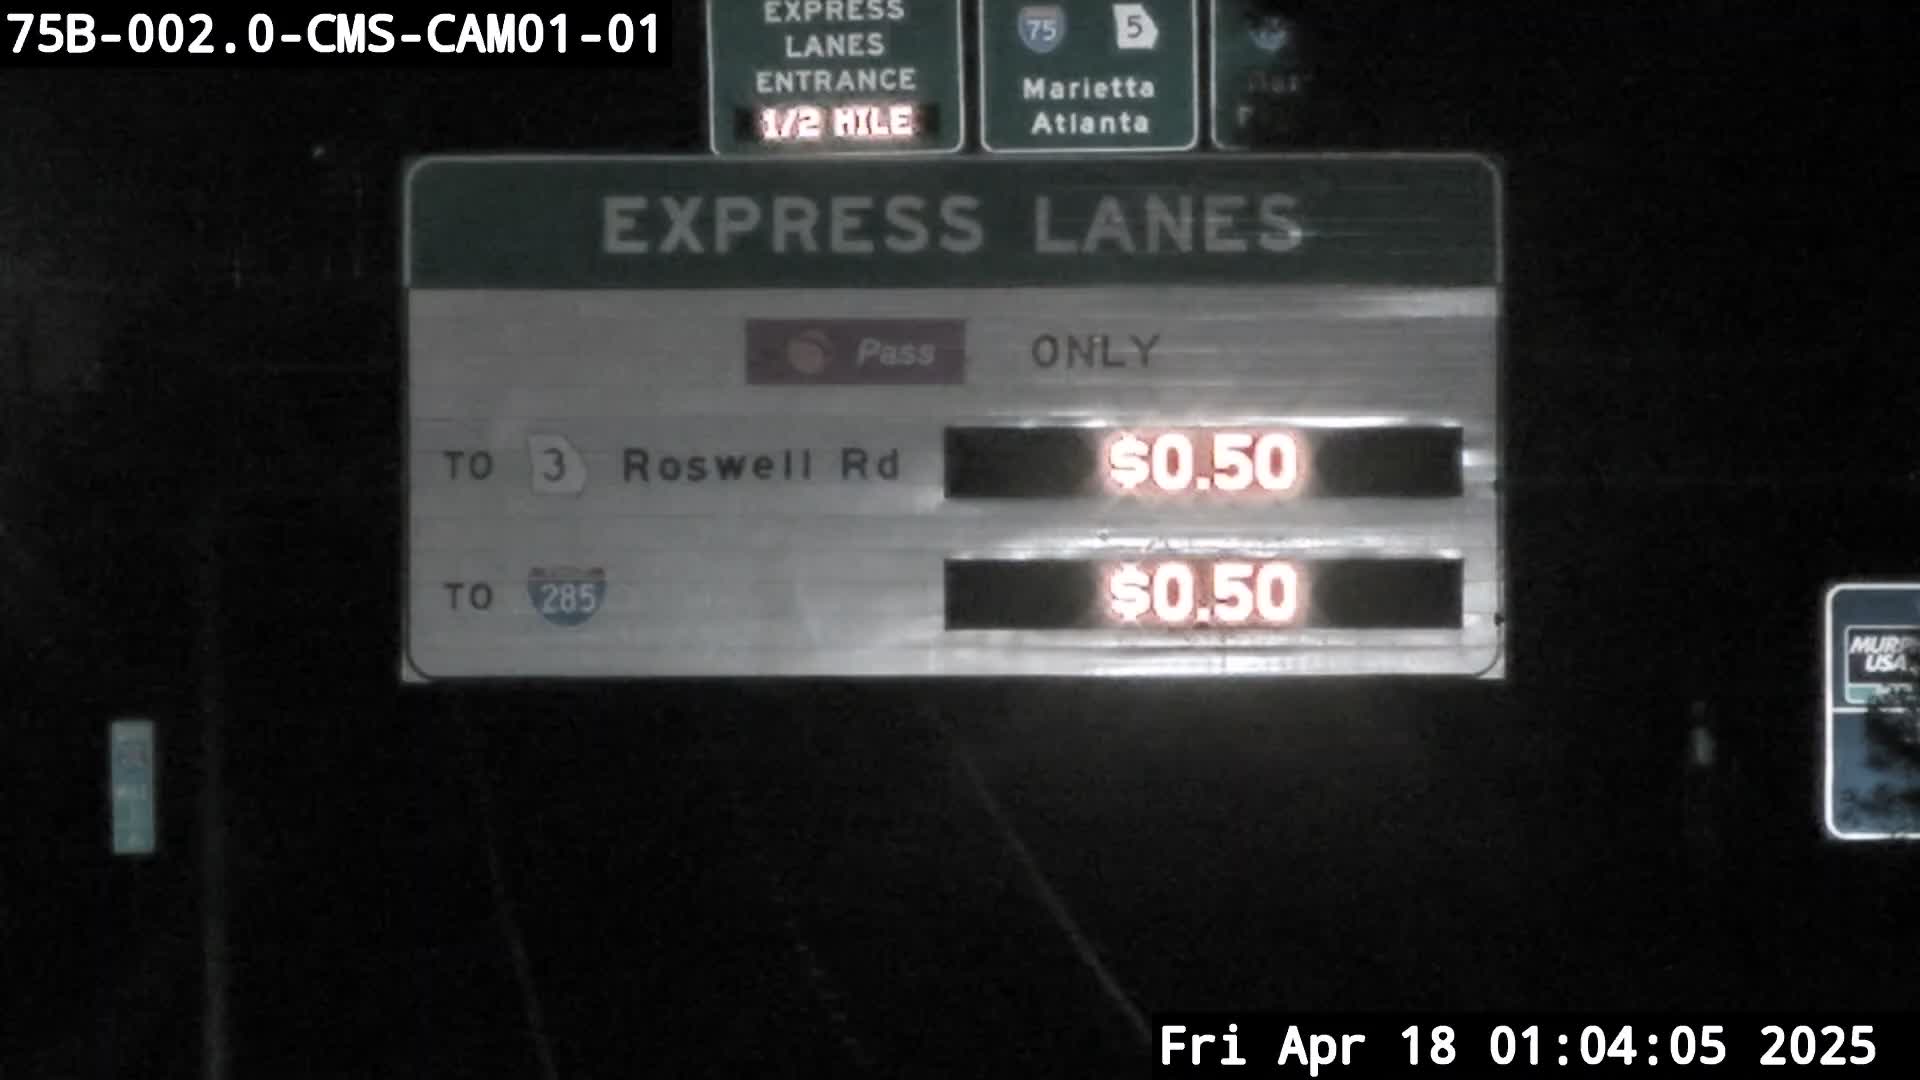 75B-002.0-CMS-CAM01-01
EXPRESS
LANES
ENTRANCE
1/2 MILE
75 5
Marietta
Atlanta
EXPRESS LANES
Pass ONLY
TO 3 Roswell Rd $0.50
TO 285 $0.50
USA
Fri Apr 18 01:04:05 2025